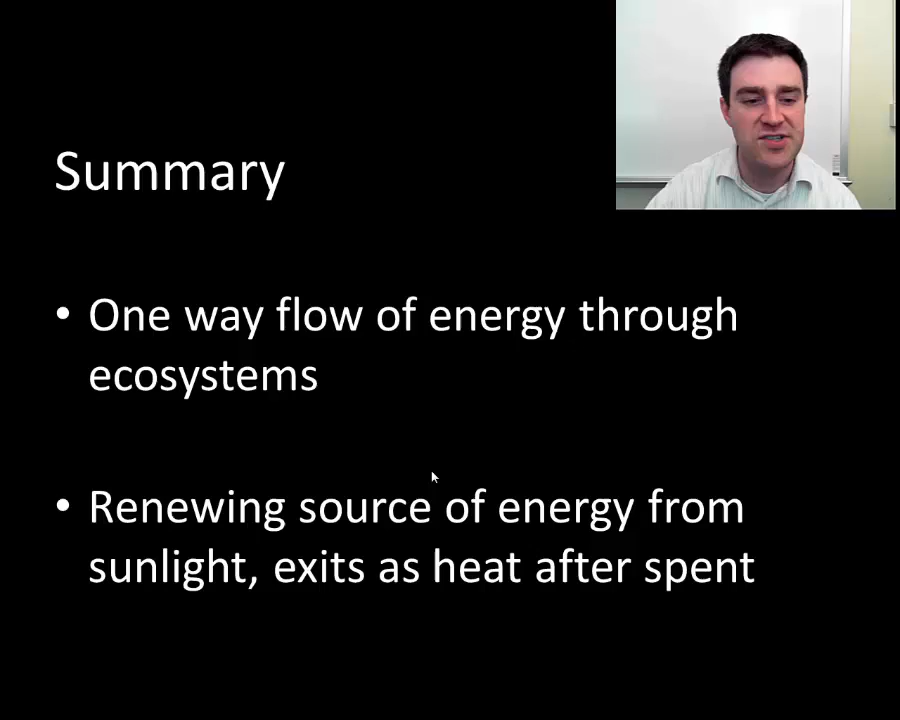 Summary
• One way flow of energy through
ecosystems
• Renewing source of energy from
sunlight, exits as heat after spent